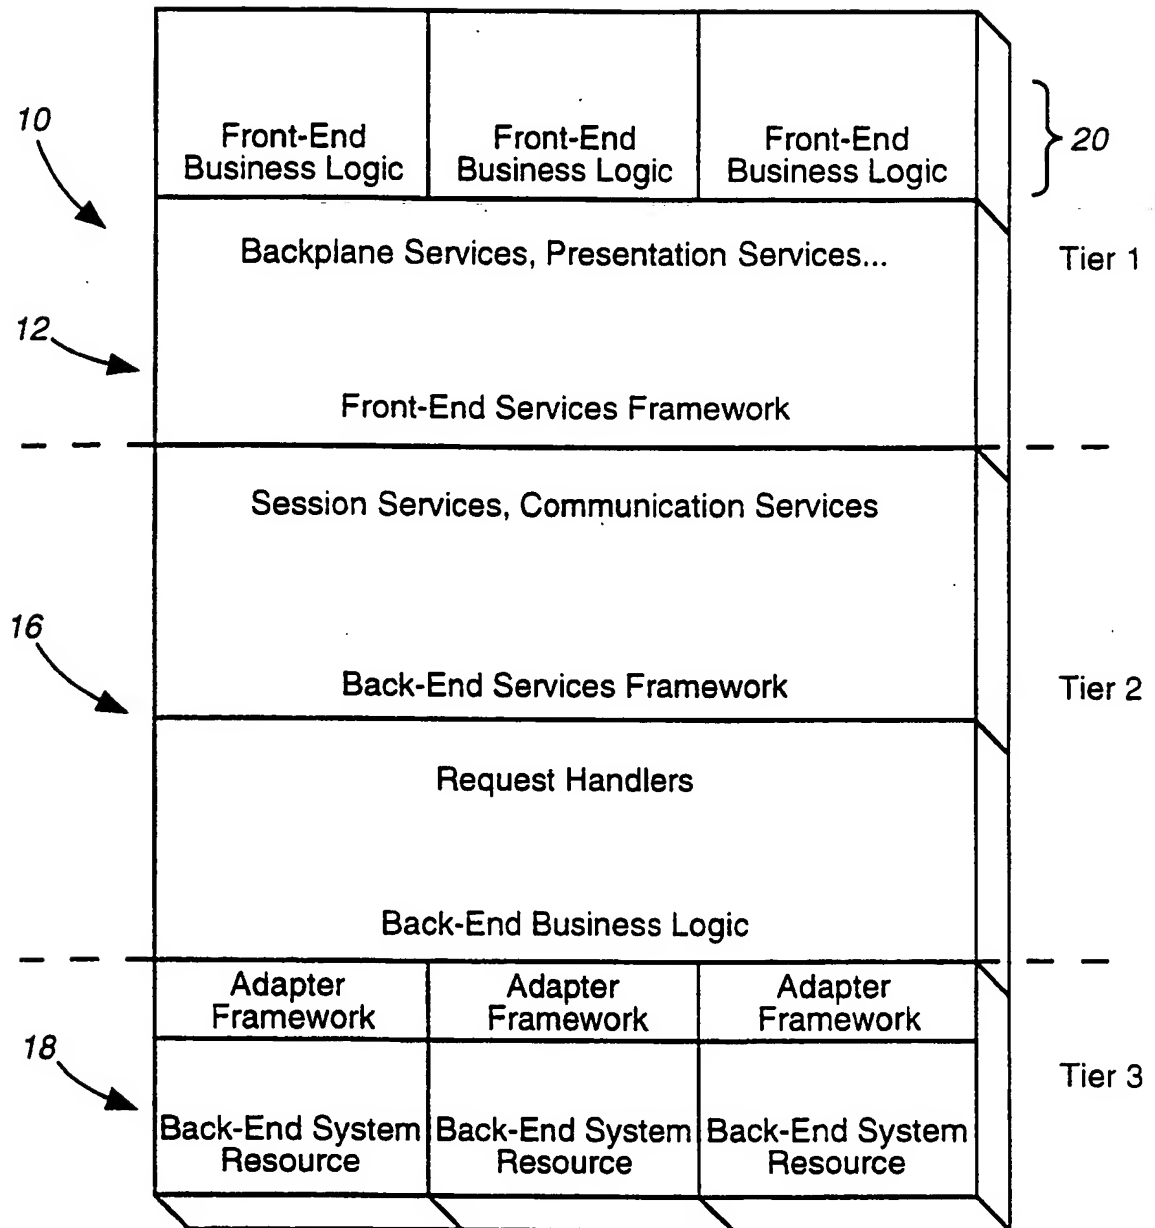 10
Front-End
Business Logic
Front-End
Business Logic
Front-End
Business Logic
20
Backplane Services, Presentation Services...
Tier 1
12
Front-End Services Framework
Session Services, Communication Services
16
Back-End Services Framework
Tier 2
Request Handlers
Back-End Business Logic
Adapter
Framework
Adapter
Framework
Adapter
Framework
18
Tier 3
Back-End System
Resource
Back-End System
Resource
Back-End System
Resource